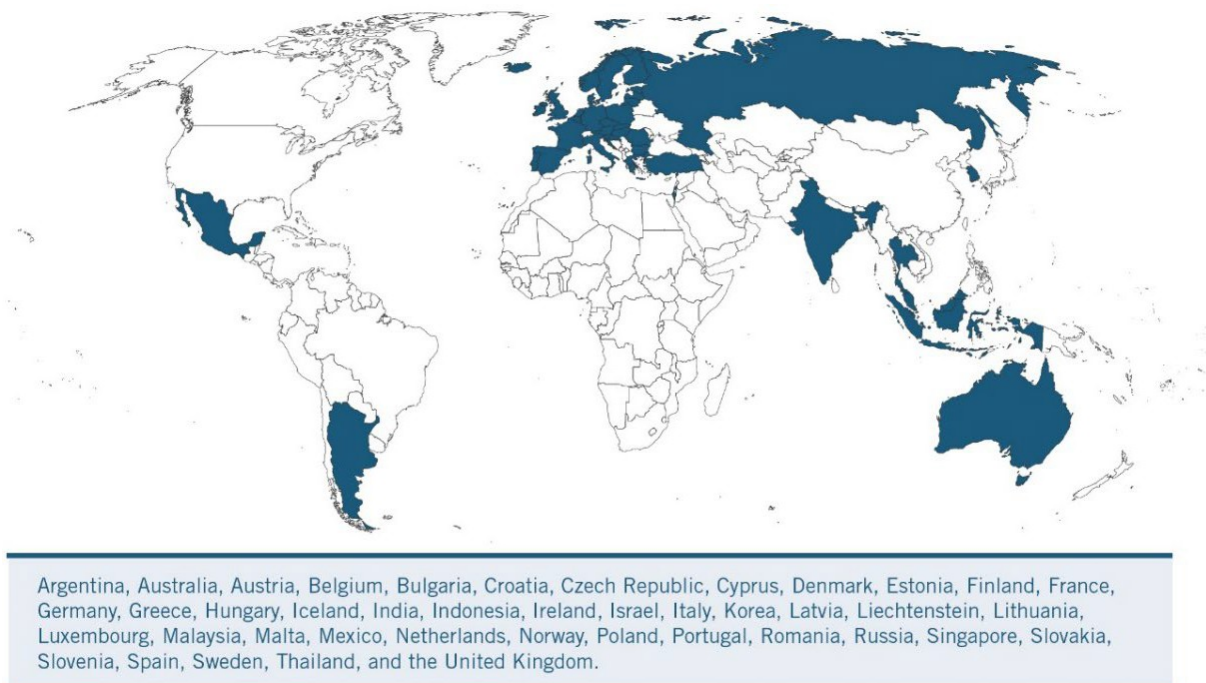 Argentina, Australia, Austria, Belgium, Bulgaria, Croatia, Czech Republic, Cyprus, Denmark, Estonia, Finland, France,
Germany, Greece, Hungary, Iceland, India, Indonesia, Ireland, Israel, Italy, Korea, Latvia, Liechtenstein, Lithuania,
Luxembourg, Malaysia, Malta, Mexico, Netherlands, Norway, Poland, Portugal, Romania, Russia, Singapore, Slovakia,
Slovenia, Spain, Sweden, Thailand, and the United Kingdom.